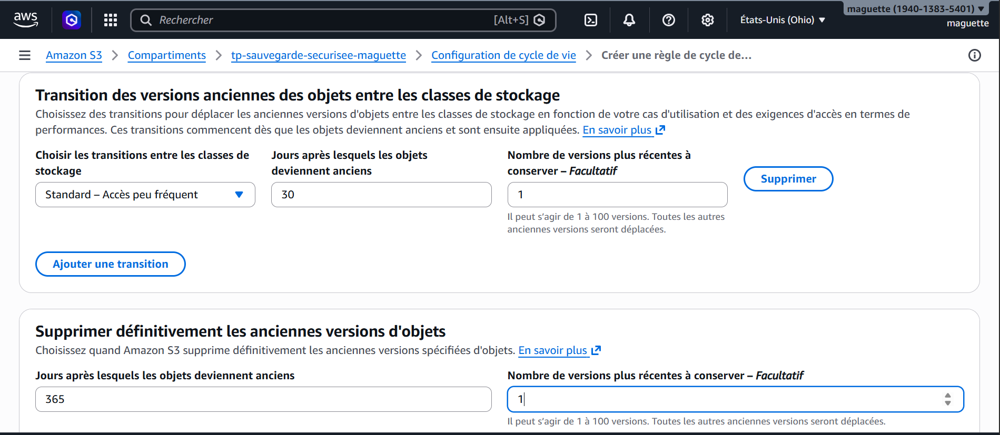 aws
Rechercher
[Alt+S]
États-Unis (Ohio)
maguette (1940-1383-5401)
maguette
Amazon S3
Compartiments
tp-sauvegarde-securisee-maguette
Configuration de cycle de vie
Créer une règle de cycle de...
Transition des versions anciennes des objets entre les classes de stockage
Choisissez des transitions pour déplacer les anciennes versions d'objets entre les classes de stockage en fonction de votre cas d'utilisation et des exigences d'accès en termes de
performances. Ces transitions commencent dès que les objets deviennent anciens et sont ensuite appliquées. En savoir plus
Choisir les transitions entre les classes de
stockage
Standard – Accès peu fréquent
Jours après lesquels les objets
deviennent anciens
30
Nombre de versions plus récentes à
conserver – Facultatif
1
Il peut s’agir de 1 à 100 versions. Toutes les autres
anciennes versions seront déplacées.
Supprimer
Ajouter une transition
Supprimer définitivement les anciennes versions d'objets
Choisissez quand Amazon S3 supprime définitivement les anciennes versions spécifiées d'objets. En savoir plus
Jours après lesquels les objets deviennent anciens
365
Nombre de versions plus récentes à conserver – Facultatif
1
Il peut s’agir de 1 à 100 versions. Toutes les autres anciennes versions seront déplacées.